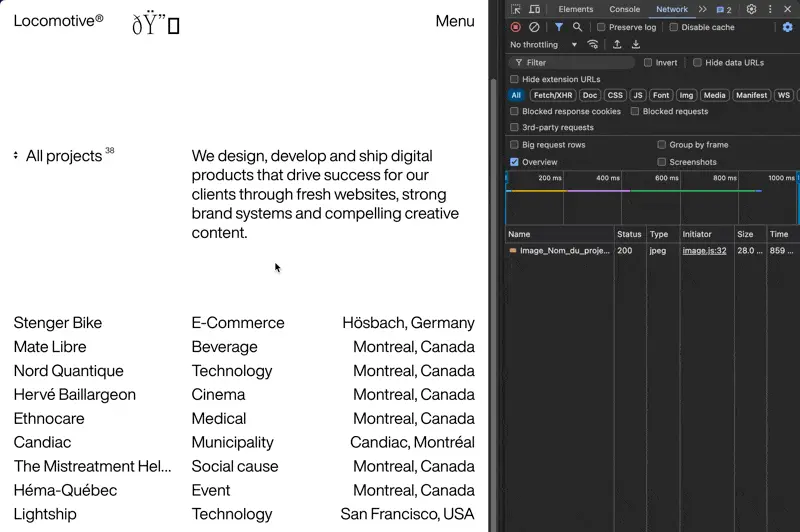 Locomotive® ðŸ” Menu
All projects 38
We design, develop and ship digital
products that drive success for our
clients through fresh websites, strong
brand systems and compelling creative
content.
Stenger Bike E-Commerce Hösbach, Germany
Mate Libre Beverage Montreal, Canada
Nord Quantique Technology Montreal, Canada
Hervé Baillargeon Cinema Montreal, Canada
Ethnocare Medical Montreal, Canada
Candiac Municipality Candiac, Montréal
The Mistreatment Hel... Social cause Montreal, Canada
Héma-Québec Event Montreal, Canada
Lightship Technology San Francisco, USA
Elements Console Network 2
Preserve log Disable cache
No throttling
Filter Invert Hide data URLs
Hide extension URLs
All Fetch/XHR Doc CSS JS Font Img Media Manifest WS
Blocked response cookies Blocked requests
3rd-party requests
Big request rows Group by frame
Overview Screenshots
200 ms 400 ms 600 ms 800 ms 1000 ms
Name Status Type Initiator Size Time
Image_Nom_du_proje... 200 jpeg image.js:32 28.0 ... 859 ...